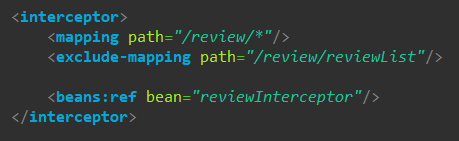 <interceptor>
<mapping path="/review/*"/>
<exclude-mapping path="/review/reviewList"/>
<beans:ref bean="reviewInterceptor"/>
</interceptor>